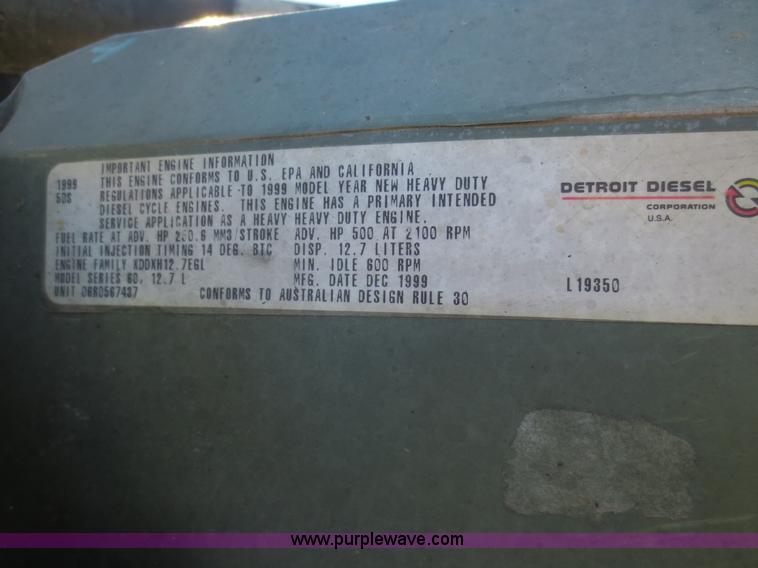 IMPORTANT ENGINE INFORMATION
1999 THIS ENGINE CONFORMS TO U.S. EPA AND CALIFORNIA
50S REGULATIONS APPLICABLE TO 1999 MODEL YEAR NEW HEAVY DUTY
DIESEL CYCLE ENGINES. THIS ENGINE HAS A PRIMARY INTENDED
SERVICE APPLICATION AS A HEAVY HEAVY DUTY ENGINE.
FUEL RATE AT ADV. HP MM3/STROKE ADV. HP 500 AT 2100 RPM
INITIAL INJECTION TIMING 14 DEG. BTC DISP. 12.7 LITERS
ENGINE FAMILY MIN. IDLE 600 RPM
MODEL SERIES 60, 12.7 L MFG. DATE DEC 1999
UNIT 06R0567437 CONFORMS TO AUSTRALIAN DESIGN RULE 30
DETROIT DIESEL
CORPORATION
U.S.A.
L19350
www.purplewave.com